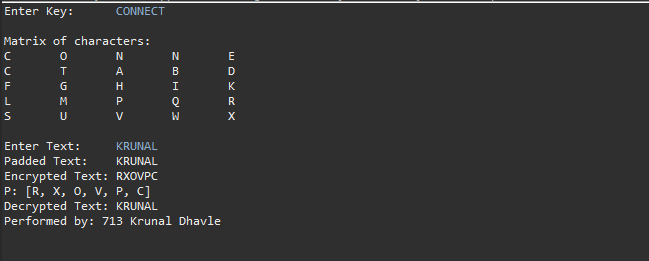 Enter Key: CONNECT
Matrix of characters:
C O N N E
C T A B D
F G H I K
L M P Q R
S U V W X
Enter Text: KRUNAL
Padded Text: KRUNAL
Encrypted Text: RXOVPC
P: [R, X, O, V, P, C]
Decrypted Text: KRUNAL
Performed by: 713 Krunal Dhavle